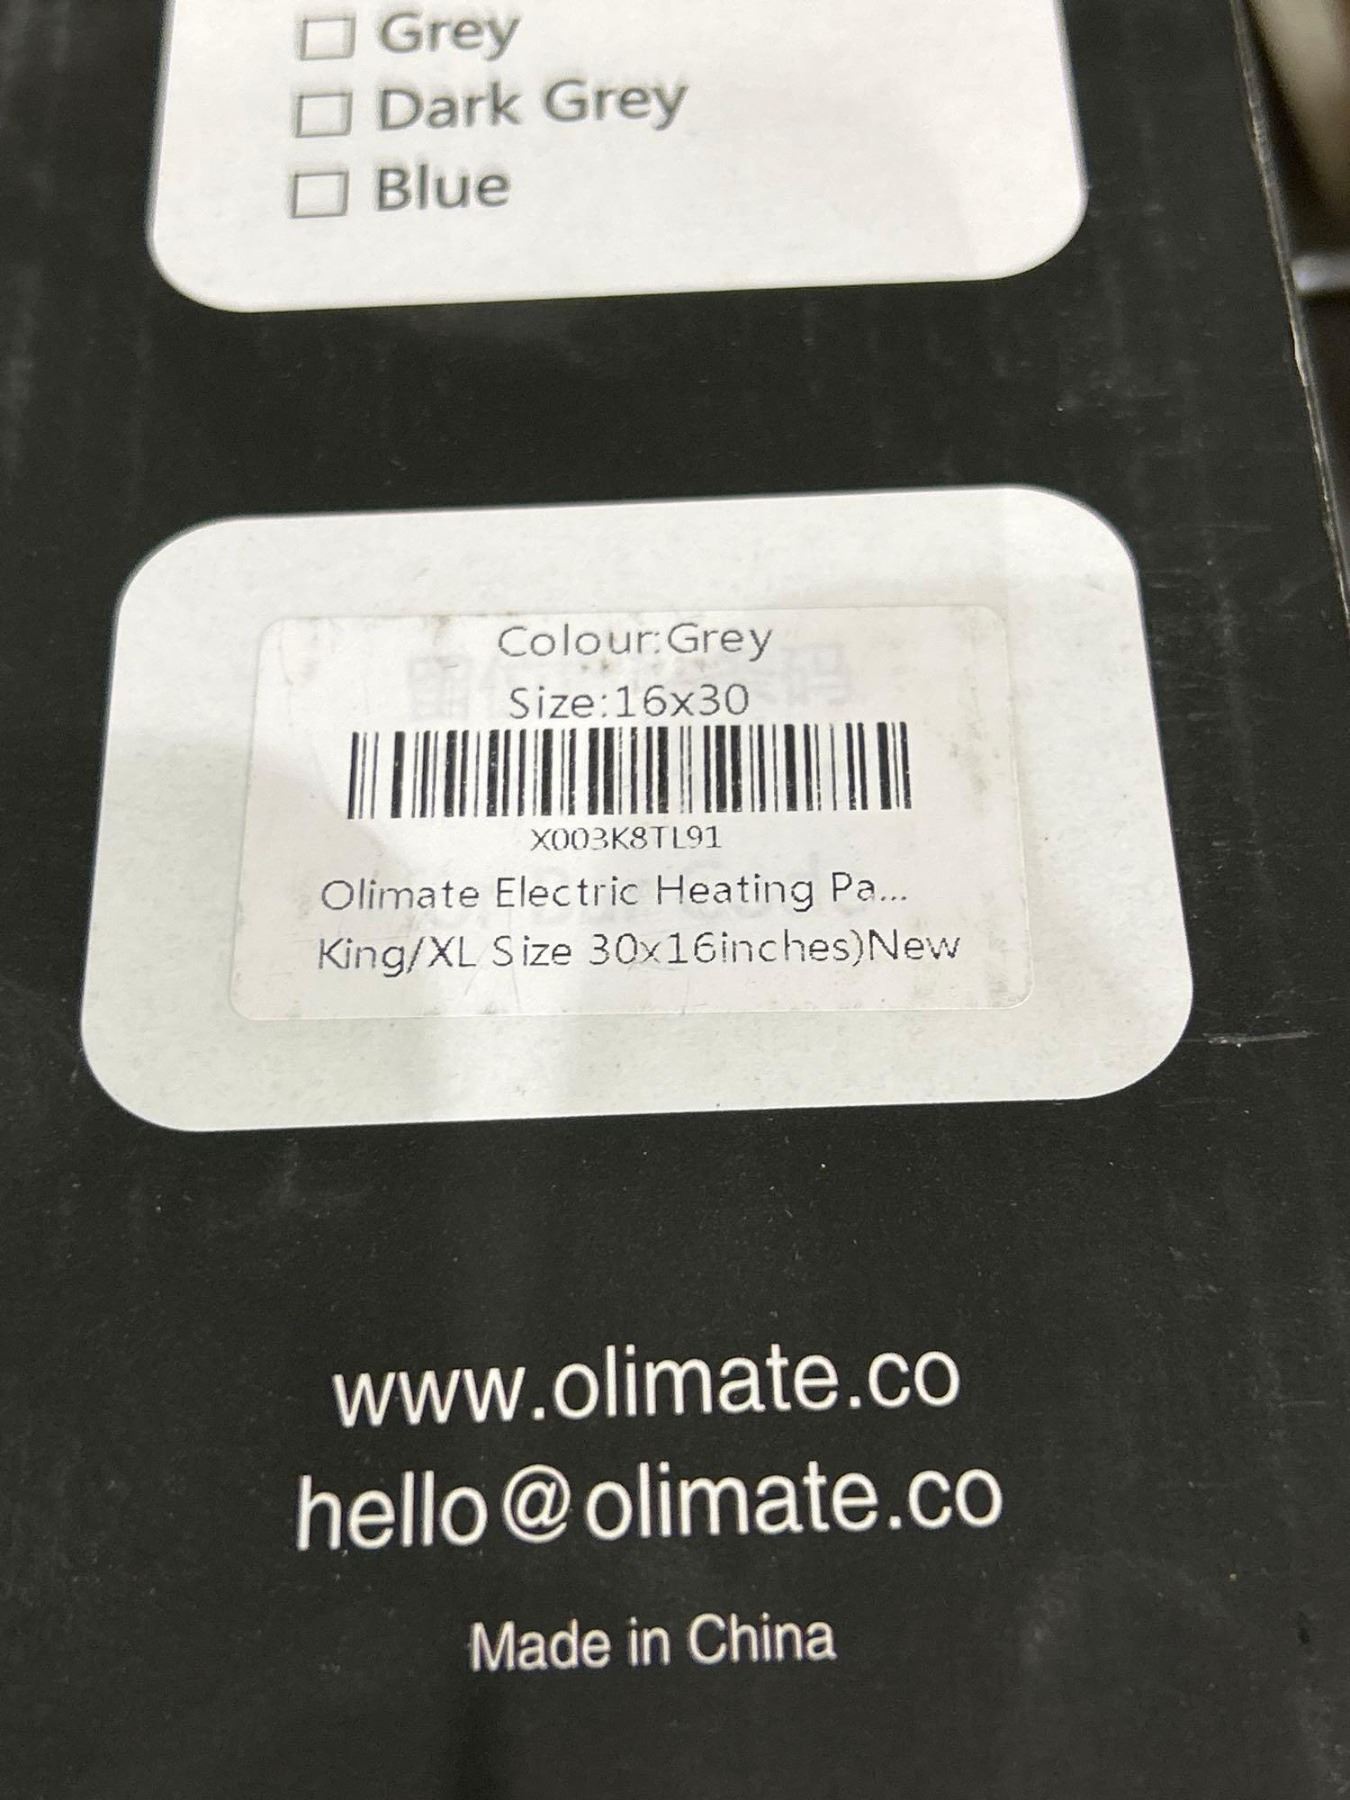 Grey
Dark Grey
Blue
Colour:Grey
Size:16x30
X003K8TL91
Olimate Electric Heating Pa...
King/XL Size 30x16inches)New
www.olimate.co
hello@olimate.co
Made in China